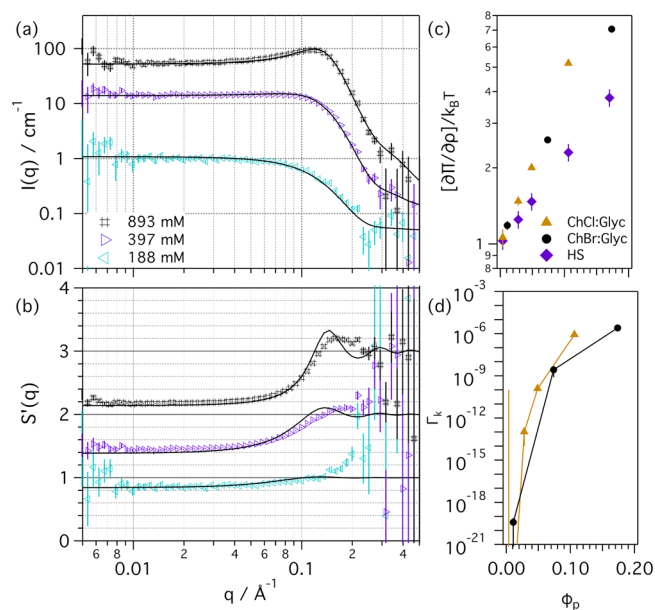 (a)
100
10
1
0.1
0.01
I(q) / cm⁻¹
893 mM
397 mM
188 mM
(b)
4
3
2
1
0
S'(q)
6 8 0.01 2 4 6 8 0.1 2 4
q / Å⁻¹
(c)
8
7
6
5
4
3
2
1
9
8
[∂Π/∂ρ]/k_BT
ChCl:Glyc
ChBr:Glyc
HS
(d)
10⁻³
10⁻⁶
10⁻⁹
10⁻¹²
10⁻¹⁵
10⁻¹⁸
10⁻²¹
Γₖ
0.00 0.10 0.20
ϕₚ